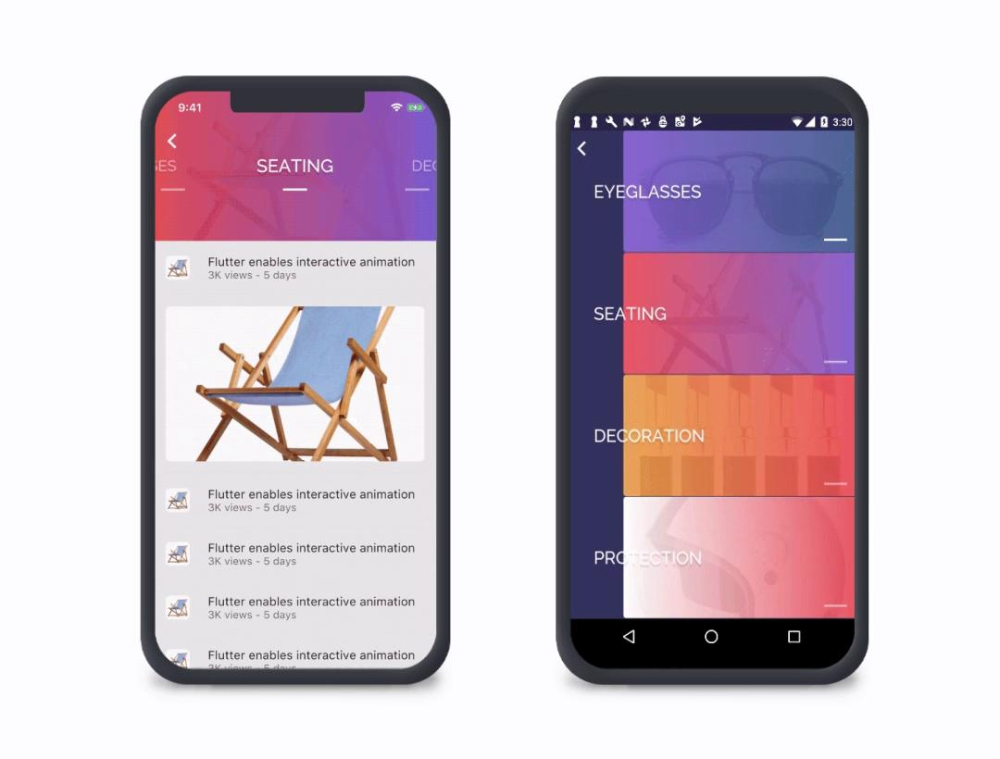 9:41
SES
SEATING
DEC
Flutter enables interactive animation
3K views - 5 days
Flutter enables interactive animation
3K views - 5 days
Flutter enables interactive animation
3K views - 5 days
Flutter enables interactive animation
3K views - 5 days
Flutter enables interactive animation
3K views - 5 days
3:30
EYEGLASSES
SEATING
DECORATION
PROTECTION